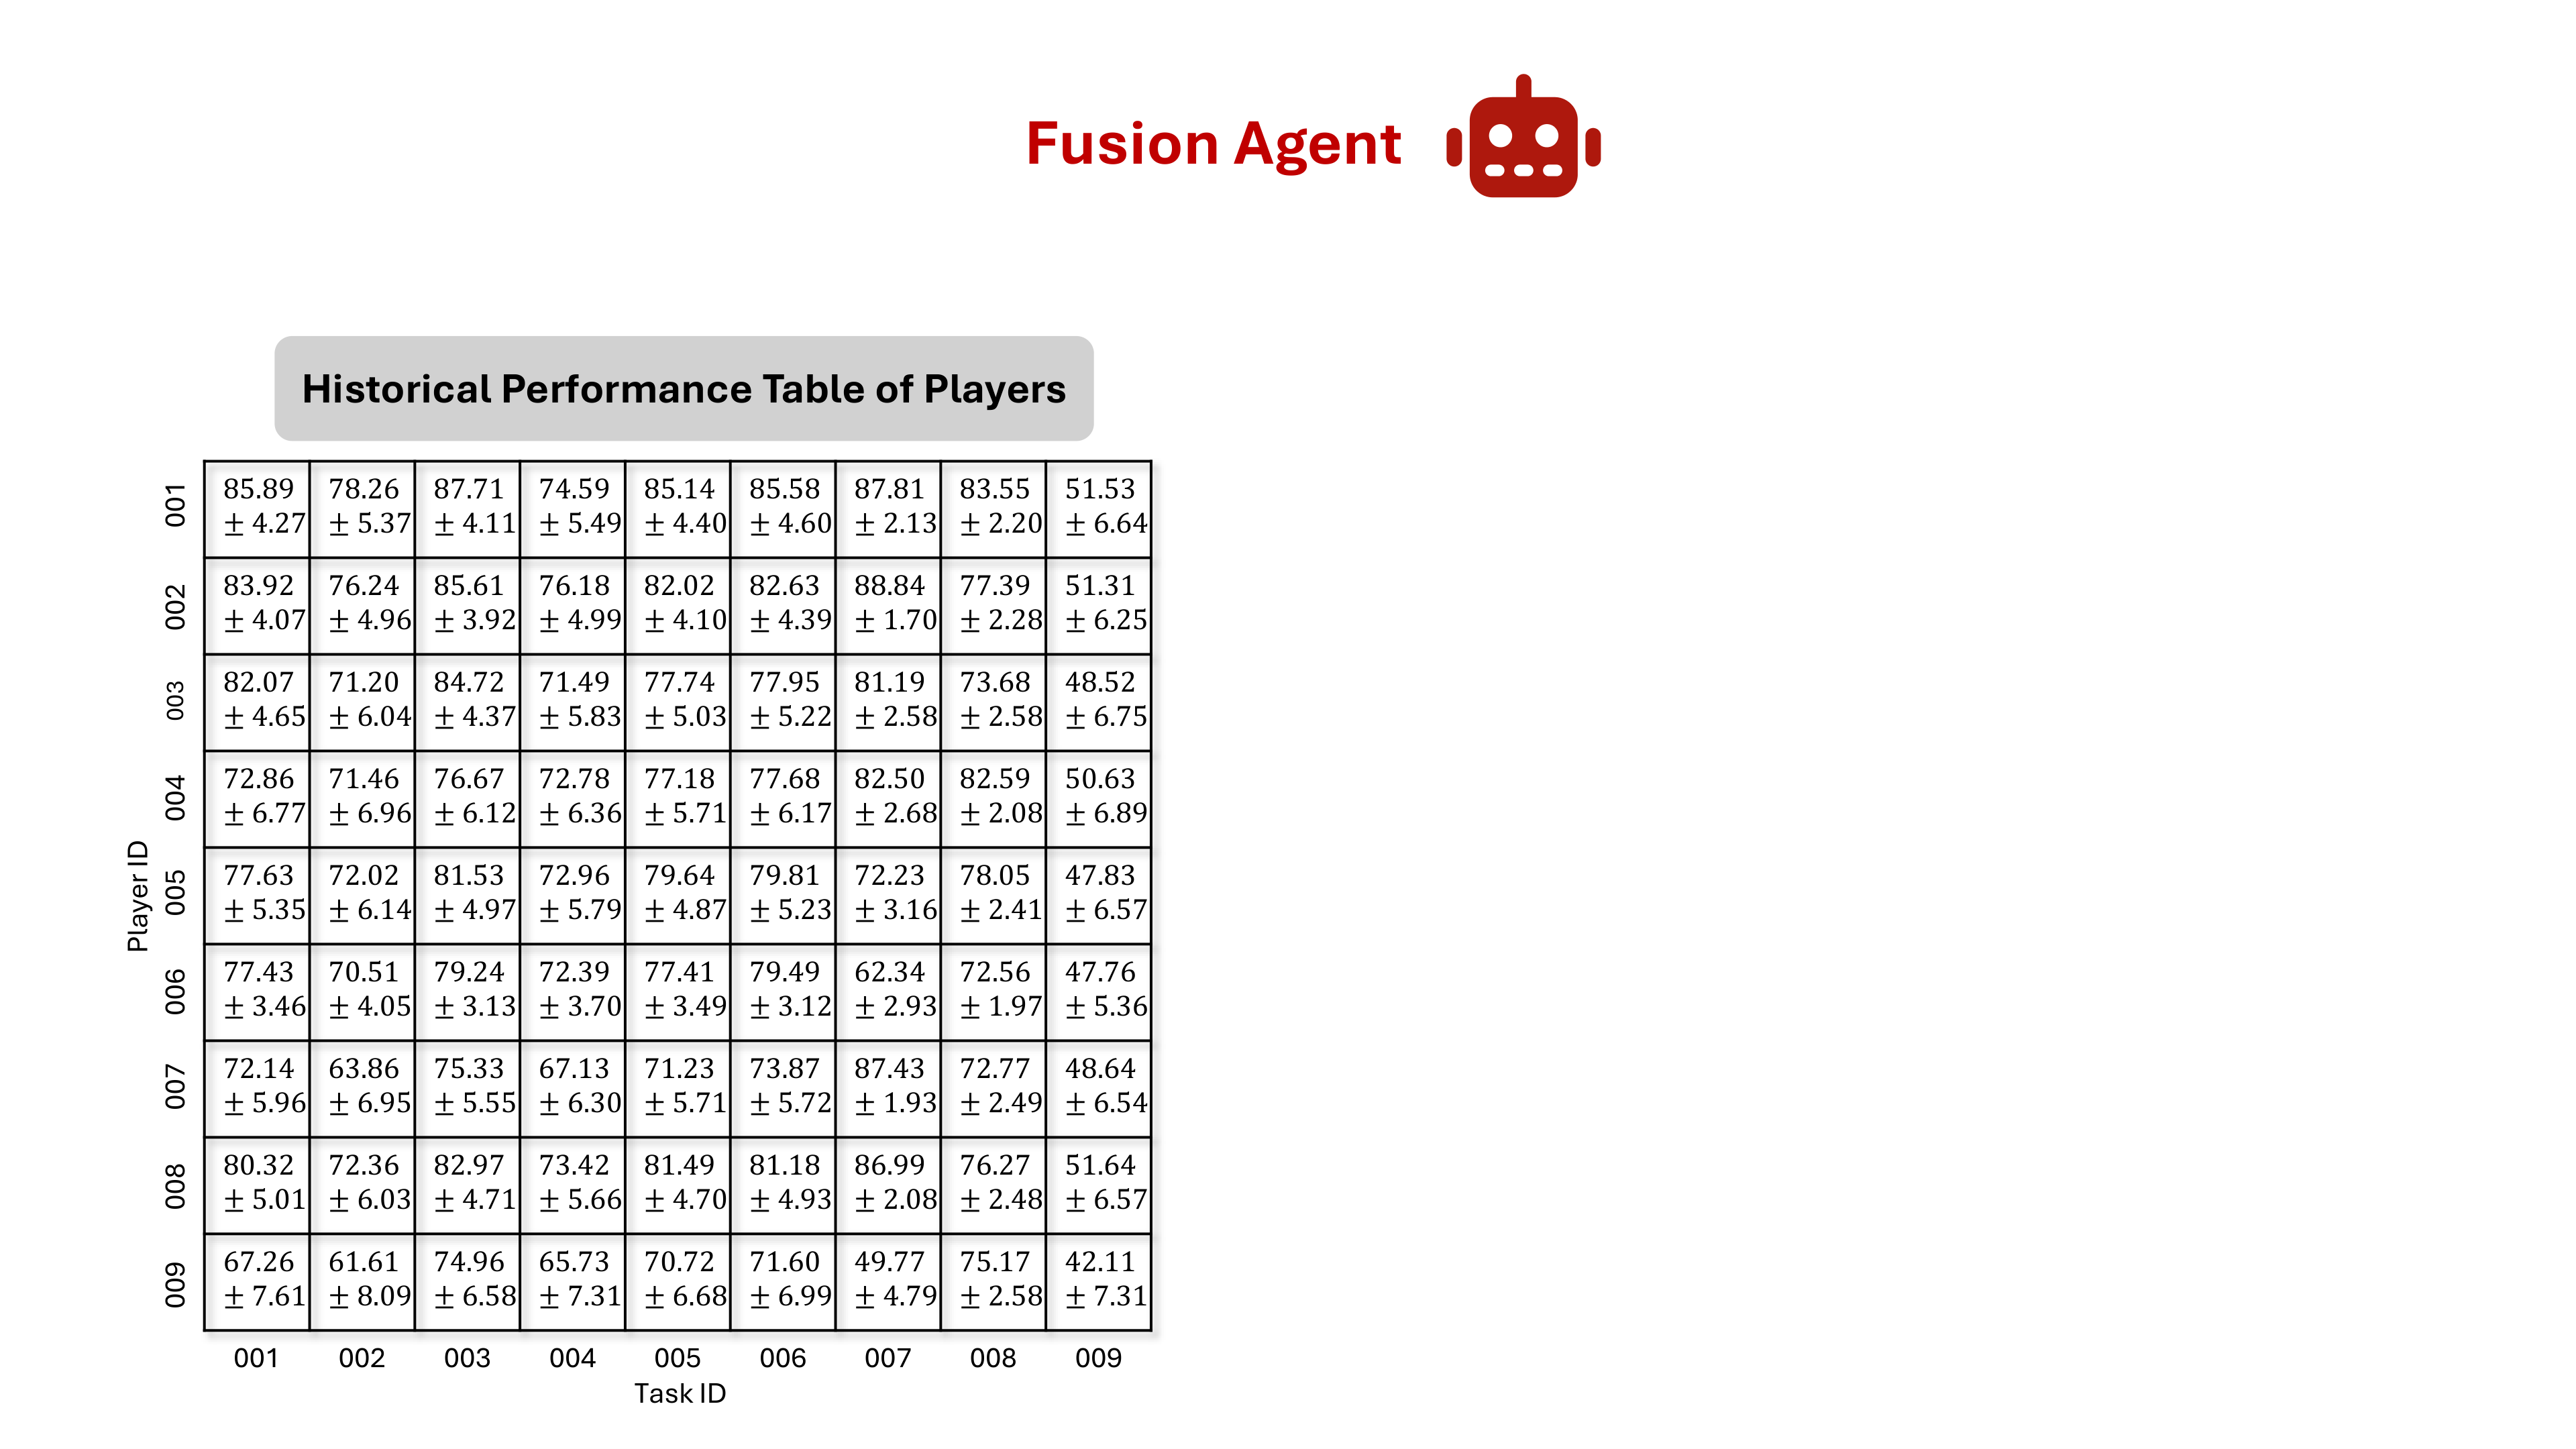 Fusion Agent
Historical Performance Table of Players
Player ID
001
85.89 78.26 87.71 74.59 85.14 85.58 87.81 83.55 51.53
± 4.27 ± 5.37 ± 4.11 ± 5.49 ± 4.40 ± 4.60 ± 2.13 ± 2.20 ± 6.64
002
83.92 76.24 85.61 76.18 82.02 82.63 88.84 77.39 51.31
± 4.07 ± 4.96 ± 3.92 ± 4.99 ± 4.10 ± 4.39 ± 1.70 ± 2.28 ± 6.25
003
82.07 71.20 84.72 71.49 77.74 77.95 81.19 73.68 48.52
± 4.65 ± 6.04 ± 4.37 ± 5.83 ± 5.03 ± 5.22 ± 2.58 ± 2.58 ± 6.75
004
72.86 71.46 76.67 72.78 77.18 77.68 82.50 82.59 50.63
± 6.77 ± 6.96 ± 6.12 ± 6.36 ± 5.71 ± 6.17 ± 2.68 ± 2.08 ± 6.89
005
77.63 72.02 81.53 72.96 79.64 79.81 72.23 78.05 47.83
± 5.35 ± 6.14 ± 4.97 ± 5.79 ± 4.87 ± 5.23 ± 3.16 ± 2.41 ± 6.57
006
77.43 70.51 79.24 72.39 77.41 79.49 62.34 72.56 47.76
± 3.46 ± 4.05 ± 3.13 ± 3.70 ± 3.49 ± 3.12 ± 2.93 ± 1.97 ± 5.36
007
72.14 63.86 75.33 67.13 71.23 73.87 87.43 72.77 48.64
± 5.96 ± 6.95 ± 5.55 ± 6.30 ± 5.71 ± 5.72 ± 1.93 ± 2.49 ± 6.54
008
80.32 72.36 82.97 73.42 81.49 81.18 86.99 76.27 51.64
± 5.01 ± 6.03 ± 4.71 ± 5.66 ± 4.70 ± 4.93 ± 2.08 ± 2.48 ± 6.57
009
67.26 61.61 74.96 65.73 70.72 71.60 49.77 75.17 42.11
± 7.61 ± 8.09 ± 6.58 ± 7.31 ± 6.68 ± 6.99 ± 4.79 ± 2.58 ± 7.31
001 002 003 004 005 006 007 008 009
Task ID